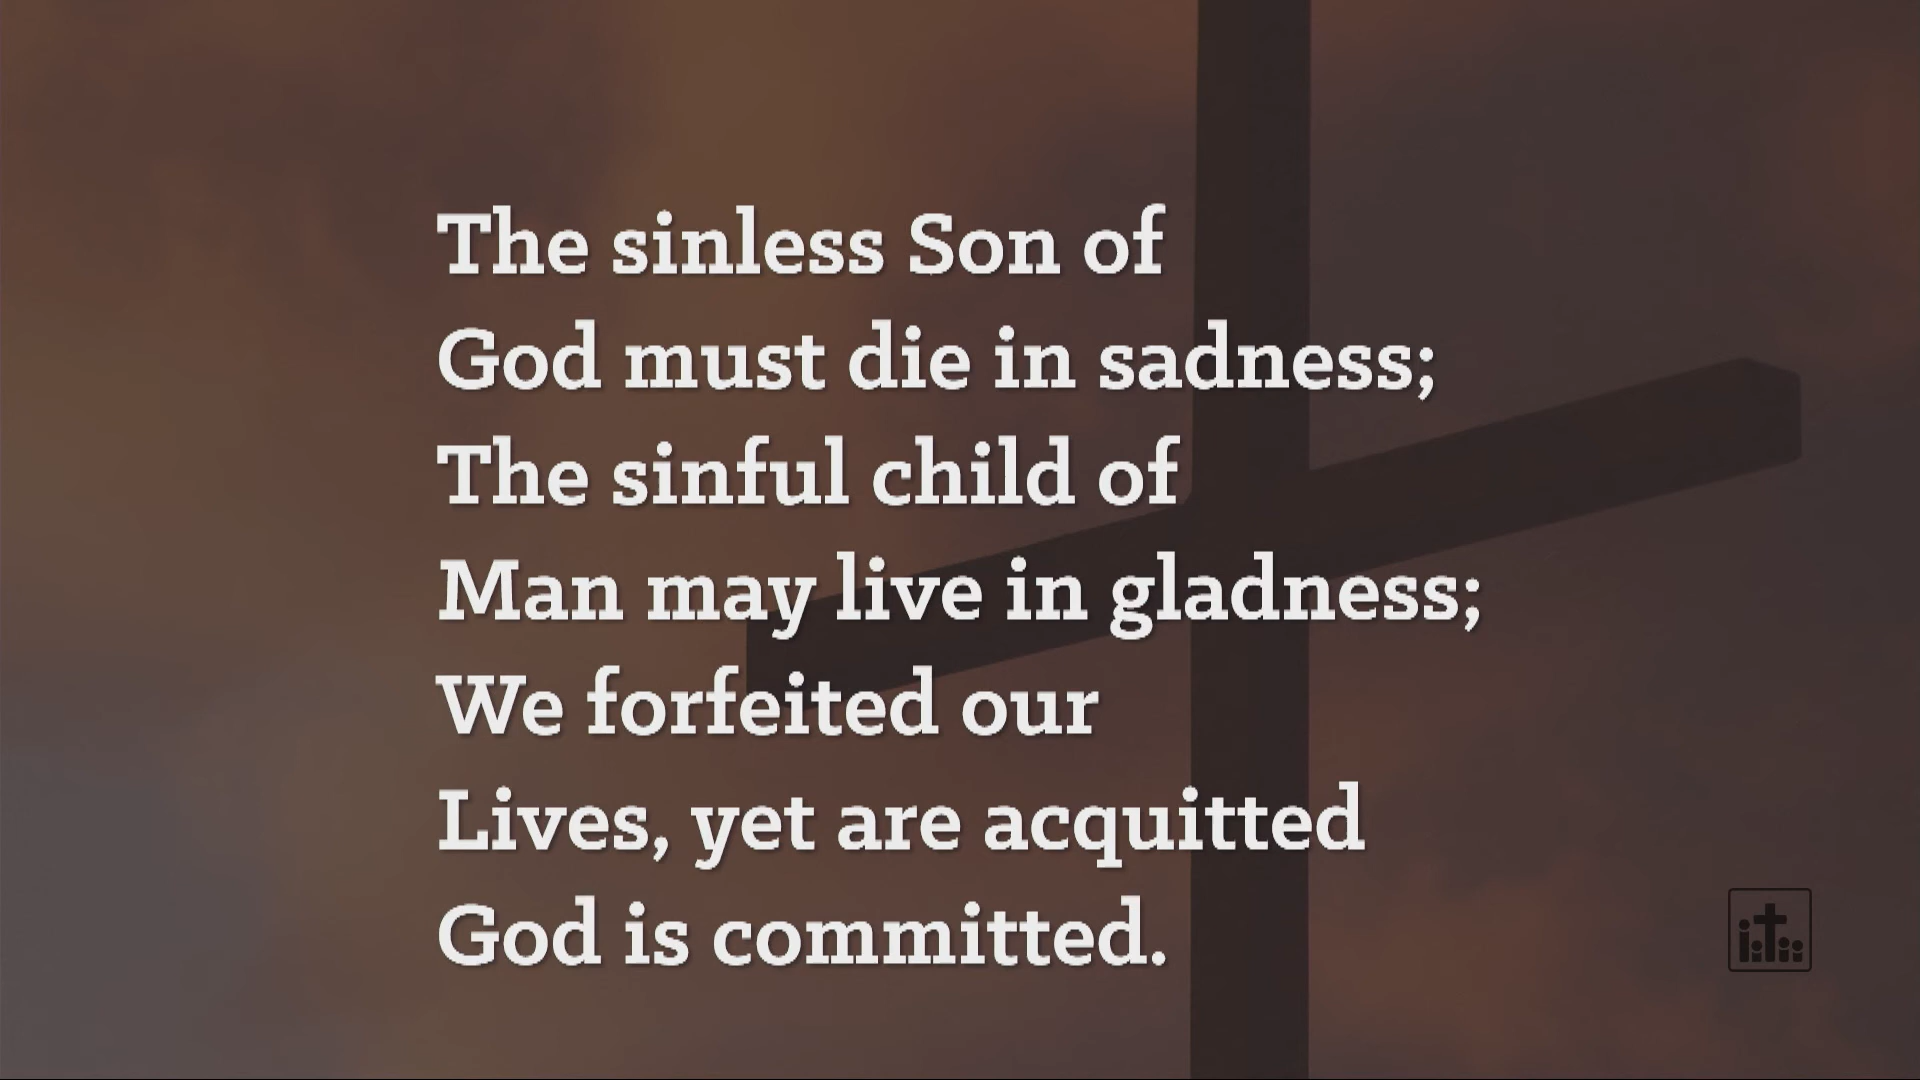 The sinless Son of
God must die in sadness;
The sinful child of
Man may live in gladness;
We forfeited our
Lives, yet are acquitted
God is committed.